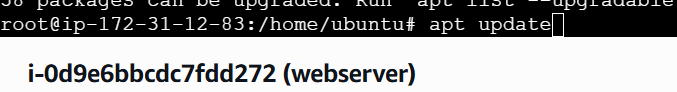 58 packages can be upgraded. Run 'apt list --upgradable
root@ip-172-31-12-83:/home/ubuntu# apt update
i-0d9e6bbcdc7fdd272 (webserver)